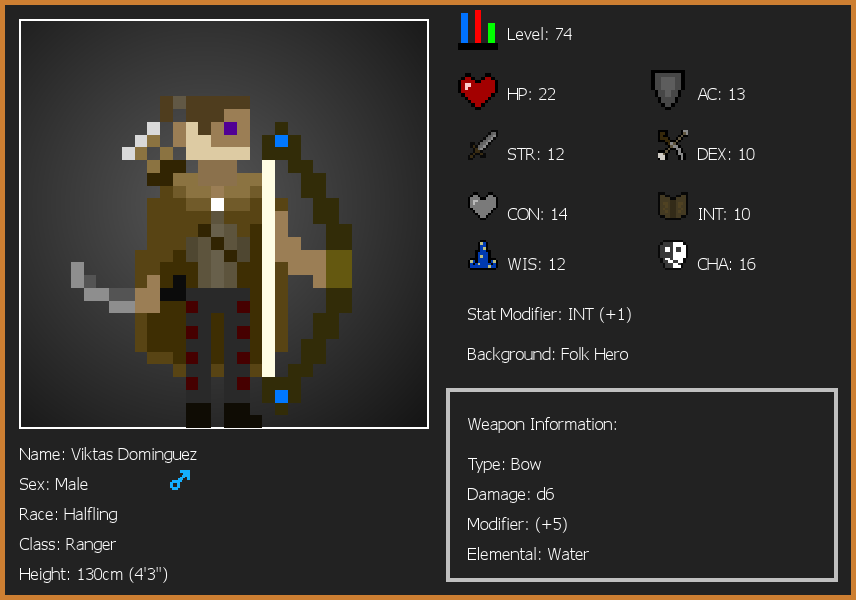 Level: 74
HP: 22
AC: 13
STR: 12
DEX: 10
CON: 14
INT: 10
WIS: 12
CHA: 16
Stat Modifier: INT (+1)
Background: Folk Hero
Weapon Information:
Type: Bow
Damage: d6
Modifier: (+5)
Elemental: Water
Name: Viktas Dominguez
Sex: Male
Race: Halfling
Class: Ranger
Height: 130cm (4'3")